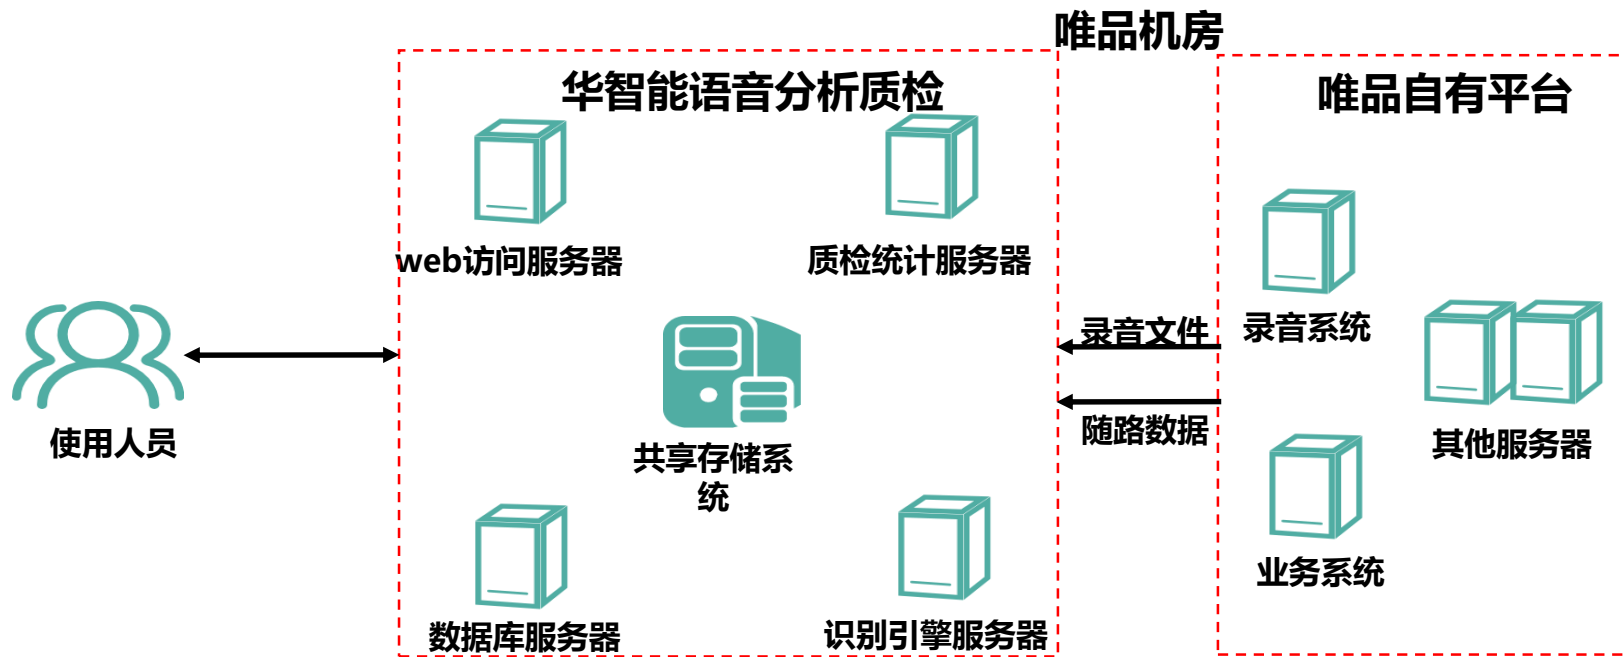 唯品机房
华智能语音分析质检
唯品自有平台
web访问服务器
质检统计服务器
录音文件
录音系统
随路数据
使用人员
共享存储系
统
其他服务器
业务系统
数据库服务器
识别引擎服务器